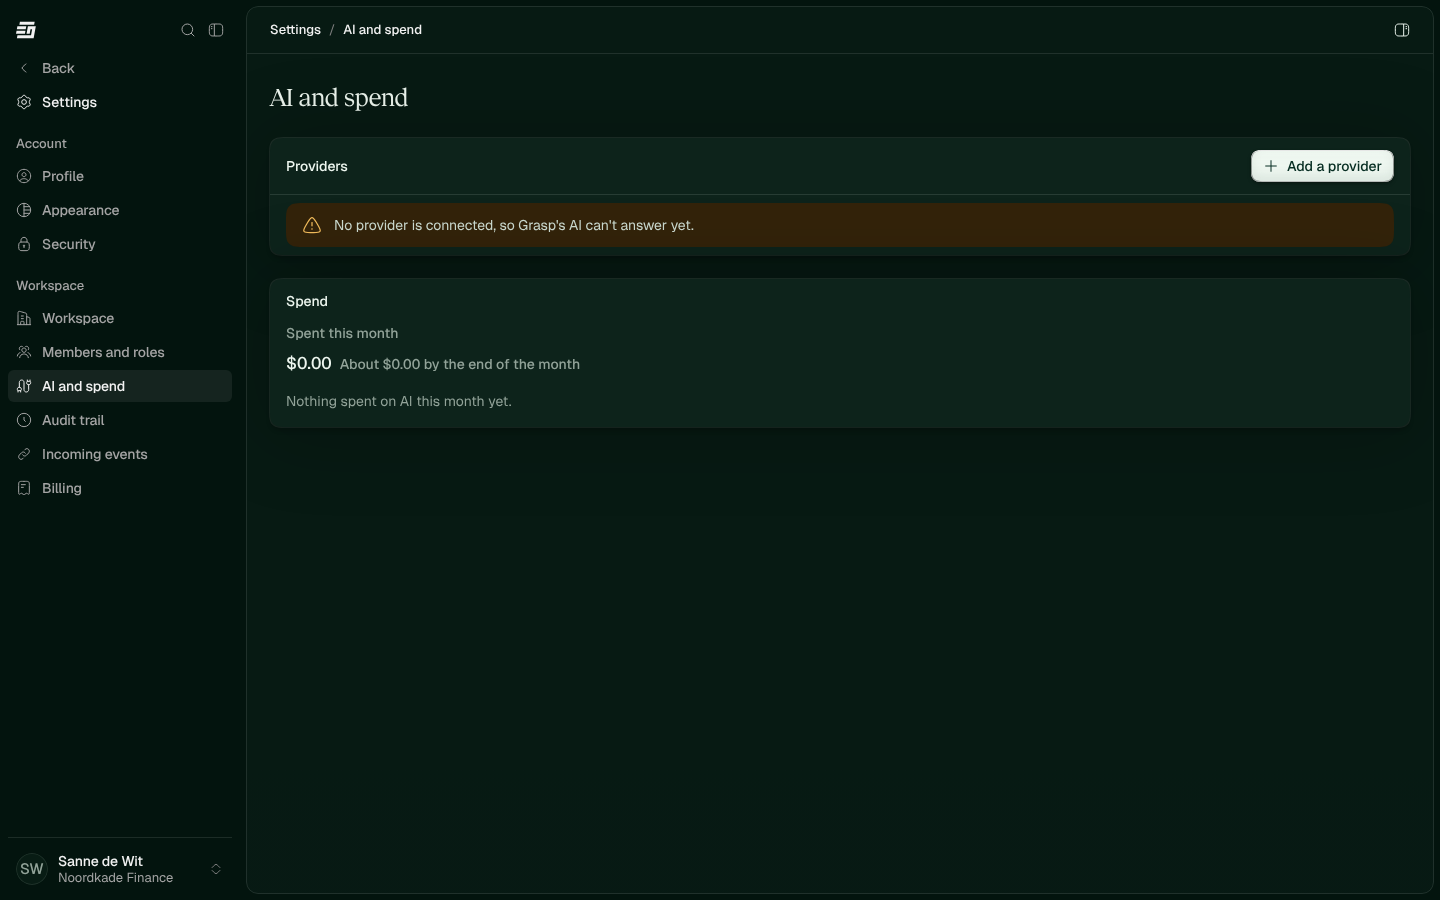 Settings / AI and spend
Back
Settings
Account
Profile
Appearance
Security
Workspace
Workspace
Members and roles
AI and spend
Audit trail
Incoming events
Billing
SW
Sanne de Wit
Noordkade Finance
AI and spend
Providers
Add a provider
No provider is connected, so Grasp's AI can't answer yet.
Spend
Spent this month
$0.00 About $0.00 by the end of the month
Nothing spent on AI this month yet.